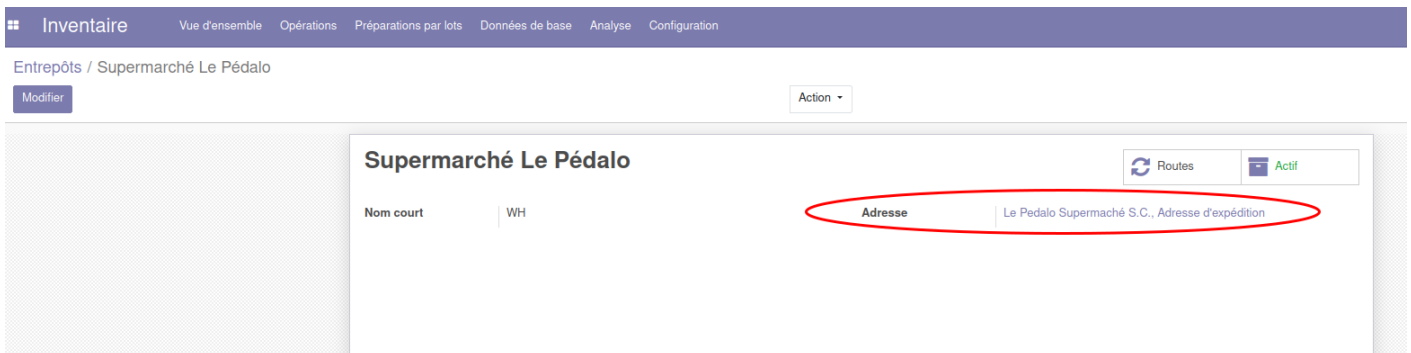 Inventaire Vue d'ensemble Opérations Préparations par lots Données de base Analyse Configuration
Entrepôts / Supermarché Le Pédalo
Modifier Action
Supermarché Le Pédalo
Routes Actif
Nom court WH Adresse Le Pedalo Supermaché S.C., Adresse d'expédition